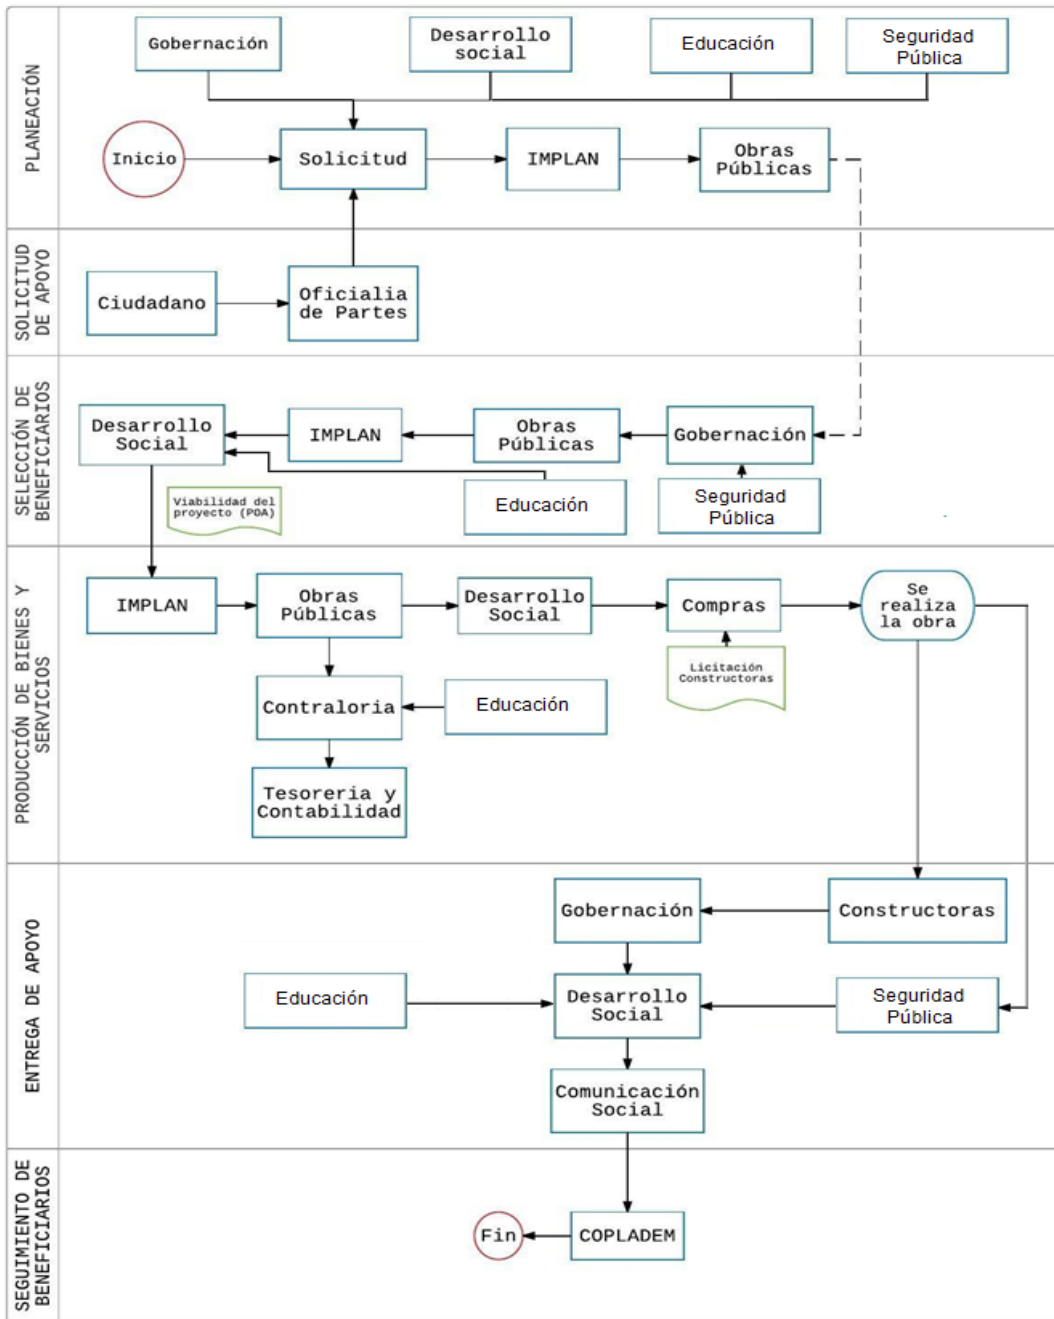 PLANEACIÓN
Gobernación
Desarrollo
social
Educación
Seguridad
Pública
Inicio
Solicitud
IMPLAN
Obras
Públicas
SOLICITUD
DE APOYO
Ciudadano
Oficialia
de Partes
SELECCIÓN DE
BENEFICIARIOS
Desarrollo
Social
IMPLAN
Obras
Públicas
Gobernación
Viabilidad del
proyecto (POA)
Educación
Seguridad
Pública
PRODUCCIÓN DE BIENES Y
SERVICIOS
IMPLAN
Obras
Públicas
Desarrollo
Social
Compras
Se
realiza
la obra
Licitación
Constructoras
Contraloria
Educación
Tesoreria y
Contabilidad
ENTREGA DE APOYO
Gobernación
Constructoras
Educación
Desarrollo
Social
Seguridad
Pública
Comunicación
Social
SEGUIMIENTO DE
BENEFICIARIOS
Fin
COPLADEM